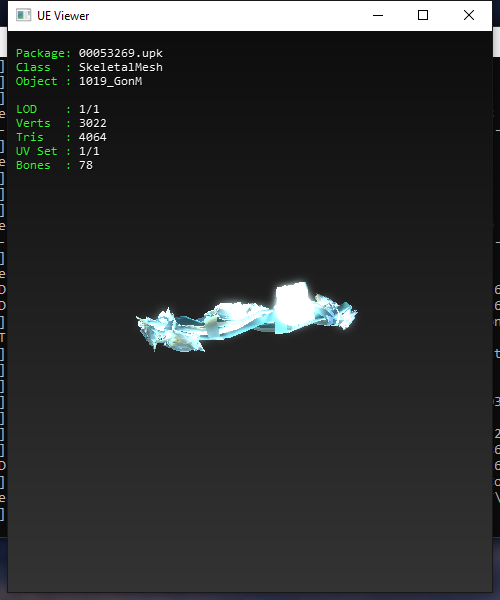 UE Viewer
Package: 00053269.upk
Class : SkeletalMesh
Object : 1019_GonM
LOD : 1/1
Verts : 3022
Tris : 4064
UV Set : 1/1
Bones : 78